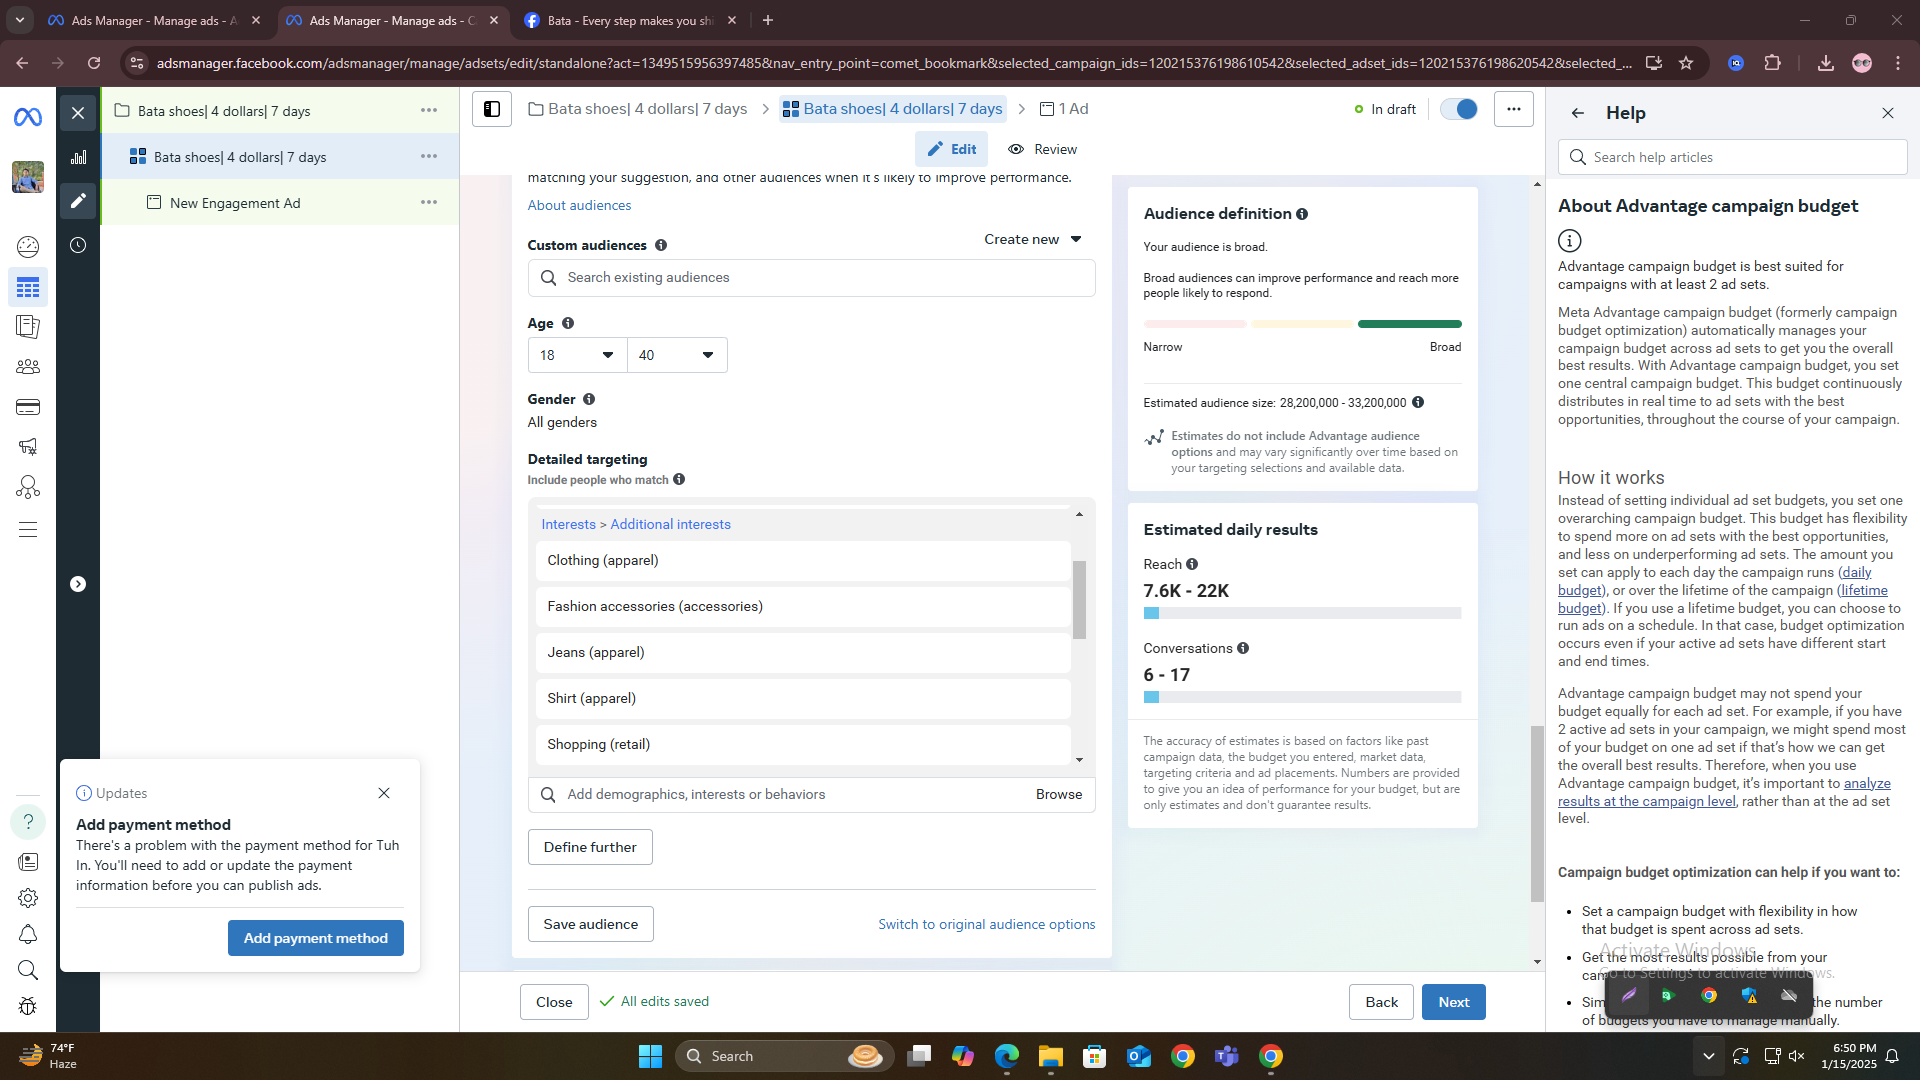 Ads Manager - Manage ads - A
Ads Manager - Manage ads - C
Bata - Every step makes you shi
adsmanager.facebook.com/adsmanager/manage/adsets/edit/standalone?act=1349515956397485&nav_entry_point=comet_bookmark&selected_campaign_ids=120215376198610542&selected_adset_ids=120215376198620542&selected_...
Bata shoes| 4 dollars| 7 days
Bata shoes| 4 dollars| 7 days
New Engagement Ad
Bata shoes| 4 dollars| 7 days
Bata shoes| 4 dollars| 7 days
1 Ad
In draft
Edit
Review
matching your suggestion, and other audiences when it's likely to improve performance.
About audiences
Custom audiences
Create new
Search existing audiences
Age
18
40
Gender
All genders
Detailed targeting
Include people who match
Interests > Additional interests
Clothing (apparel)
Fashion accessories (accessories)
Jeans (apparel)
Shirt (apparel)
Shopping (retail)
Add demographics, interests or behaviors
Browse
Define further
Save audience
Switch to original audience options
Close
All edits saved
Back
Next
Audience definition
Your audience is broad.
Broad audiences can improve performance and reach more
people likely to respond.
Narrow
Broad
Estimated audience size: 28,200,000 - 33,200,000
Estimates do not include Advantage audience
options and may vary significantly over time based on
your targeting selections and available data.
Estimated daily results
Reach
7.6K - 22K
Conversations
6 - 17
The accuracy of estimates is based on factors like past
campaign data, the budget you entered, market data,
targeting criteria and ad placements. Numbers are provided
to give you an idea of performance for your budget, but are
only estimates and don't guarantee results.
Help
Search help articles
About Advantage campaign budget
Advantage campaign budget is best suited for
campaigns with at least 2 ad sets.
Meta Advantage campaign budget (formerly campaign
budget optimization) automatically manages your
campaign budget across ad sets to get you the overall
best results. With Advantage campaign budget, you set
one central campaign budget. This budget continuously
distributes in real time to ad sets with the best
opportunities, throughout the course of your campaign.
How it works
Instead of setting individual ad set budgets, you set one
overarching campaign budget. This budget has flexibility
to spend more on ad sets with the best opportunities,
and less on underperforming ad sets. The amount you
set can apply to each day the campaign runs (daily
budget), or over the lifetime of the campaign (lifetime
budget). If you use a lifetime budget, you can choose to
run ads on a schedule. In that case, budget optimization
occurs even if your active ad sets have different start
and end times.
Advantage campaign budget may not spend your
budget equally for each ad set. For example, if you have
2 active ad sets in your campaign, we might spend most
of your budget on one ad set if that's how we can get
the overall best results. Therefore, when you use
Advantage campaign budget, it's important to analyze
results at the campaign level, rather than at the ad set
level.
Campaign budget optimization can help if you want to:
• Set a campaign budget with flexibility in how
that budget is spent across ad sets.
• Get the most results possible from your
• the number
of budgets you have to manage manually.
Activate Windows
Go to Settings to activate Windows.
Updates
Add payment method
There's a problem with the payment method for Tuh
In. You'll need to add or update the payment
information before you can publish ads.
Add payment method
74°F
Haze
Search
6:50 PM
1/15/2025